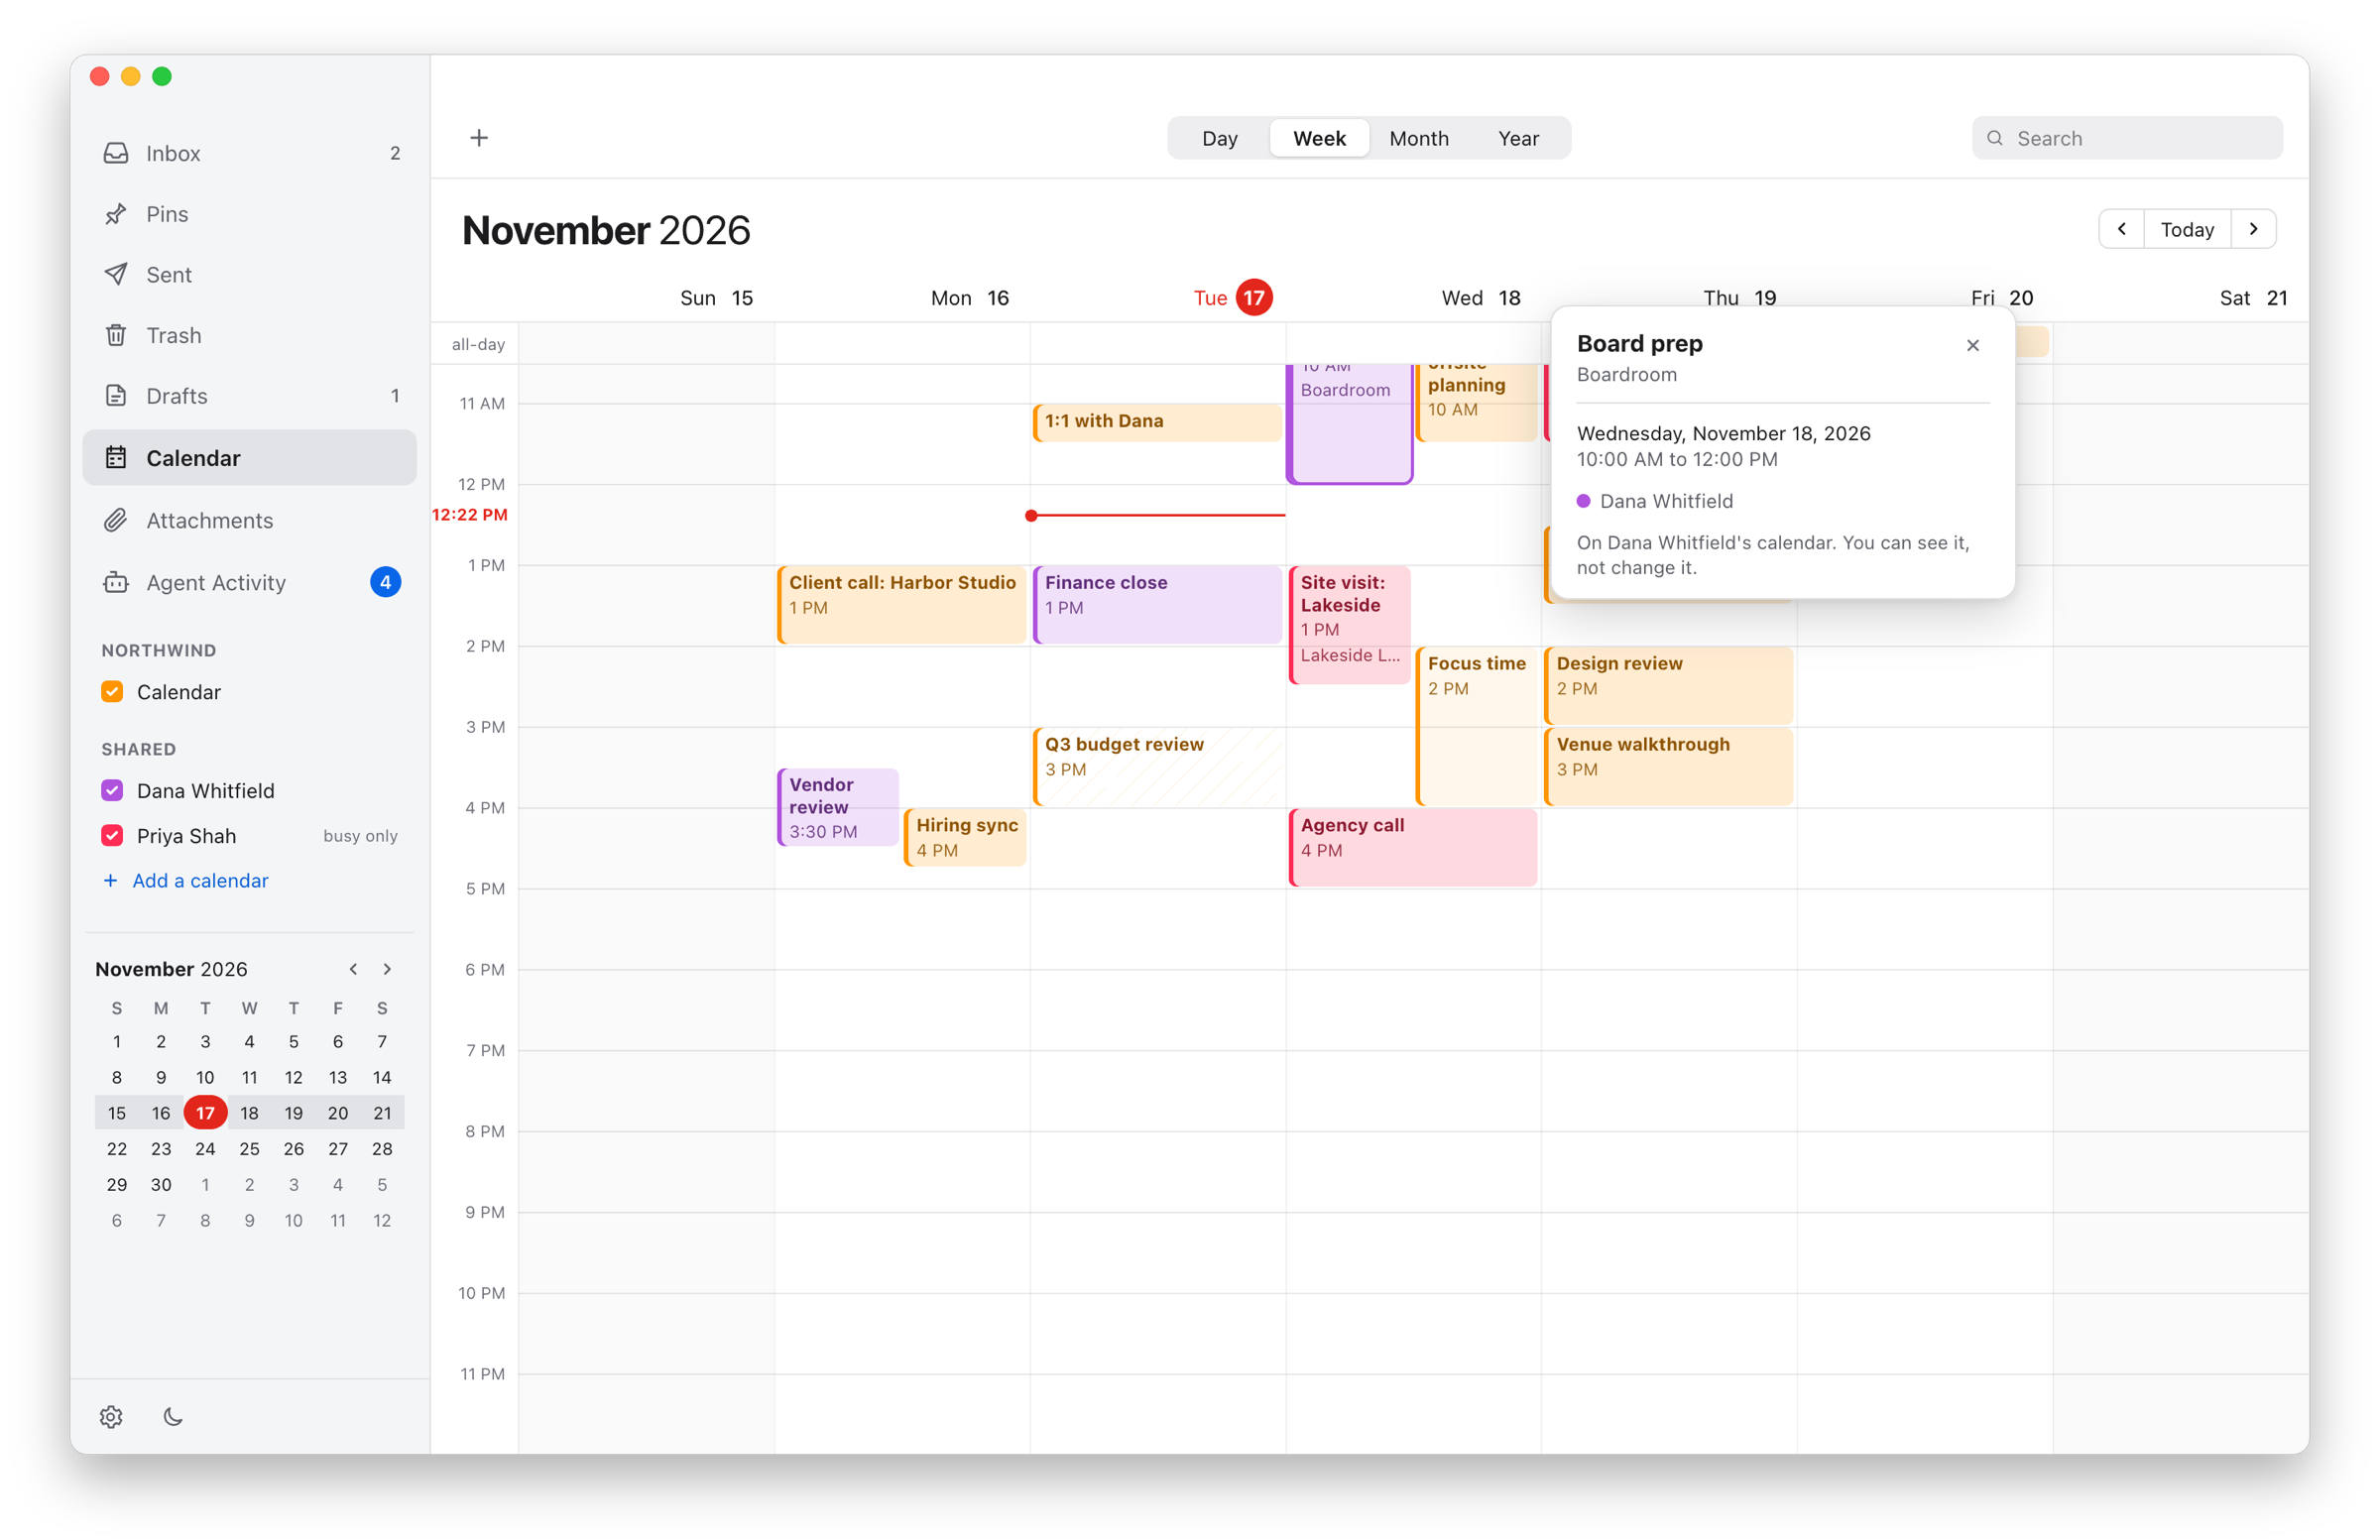 Inbox 2
Pins
Sent
Trash
Drafts 1
Calendar
Attachments
Agent Activity 4
NORTHWIND
Calendar
SHARED
Dana Whitfield
Priya Shah busy only
+ Add a calendar
November 2026
S M T W T F S
1 2 3 4 5 6 7
8 9 10 11 12 13 14
15 16 17 18 19 20 21
22 23 24 25 26 27 28
29 30 1 2 3 4 5
6 7 8 9 10 11 12
Day Week Month Year
Search
November 2026
Today
Sun 15 Mon 16 Tue 17 Wed 18 Thu 19 Fri 20 Sat 21
all-day
11 AM
12 PM
12:22 PM
1 PM
2 PM
3 PM
4 PM
5 PM
6 PM
7 PM
8 PM
9 PM
10 PM
11 PM
Client call: Harbor Studio
1 PM
Vendor
review
3:30 PM
Hiring sync
4 PM
1:1 with Dana
Finance close
1 PM
Q3 budget review
3 PM
10 AM
Boardroom
offsite
planning
10 AM
Site visit:
Lakeside
1 PM
Lakeside L...
Focus time
2 PM
Agency call
4 PM
Design review
2 PM
Venue walkthrough
3 PM
Board prep
Boardroom
Wednesday, November 18, 2026
10:00 AM to 12:00 PM
Dana Whitfield
On Dana Whitfield's calendar. You can see it,
not change it.